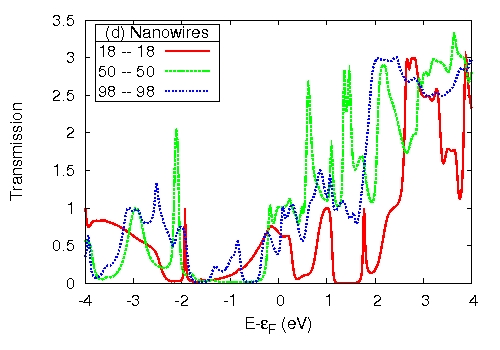 (d) Nanowires
18 -- 18
50 -- 50
98 -- 98
Transmission
3.5
3
2.5
2
1.5
1
0.5
0
-4 -3 -2 -1 0 1 2 3 4
E-εF (eV)